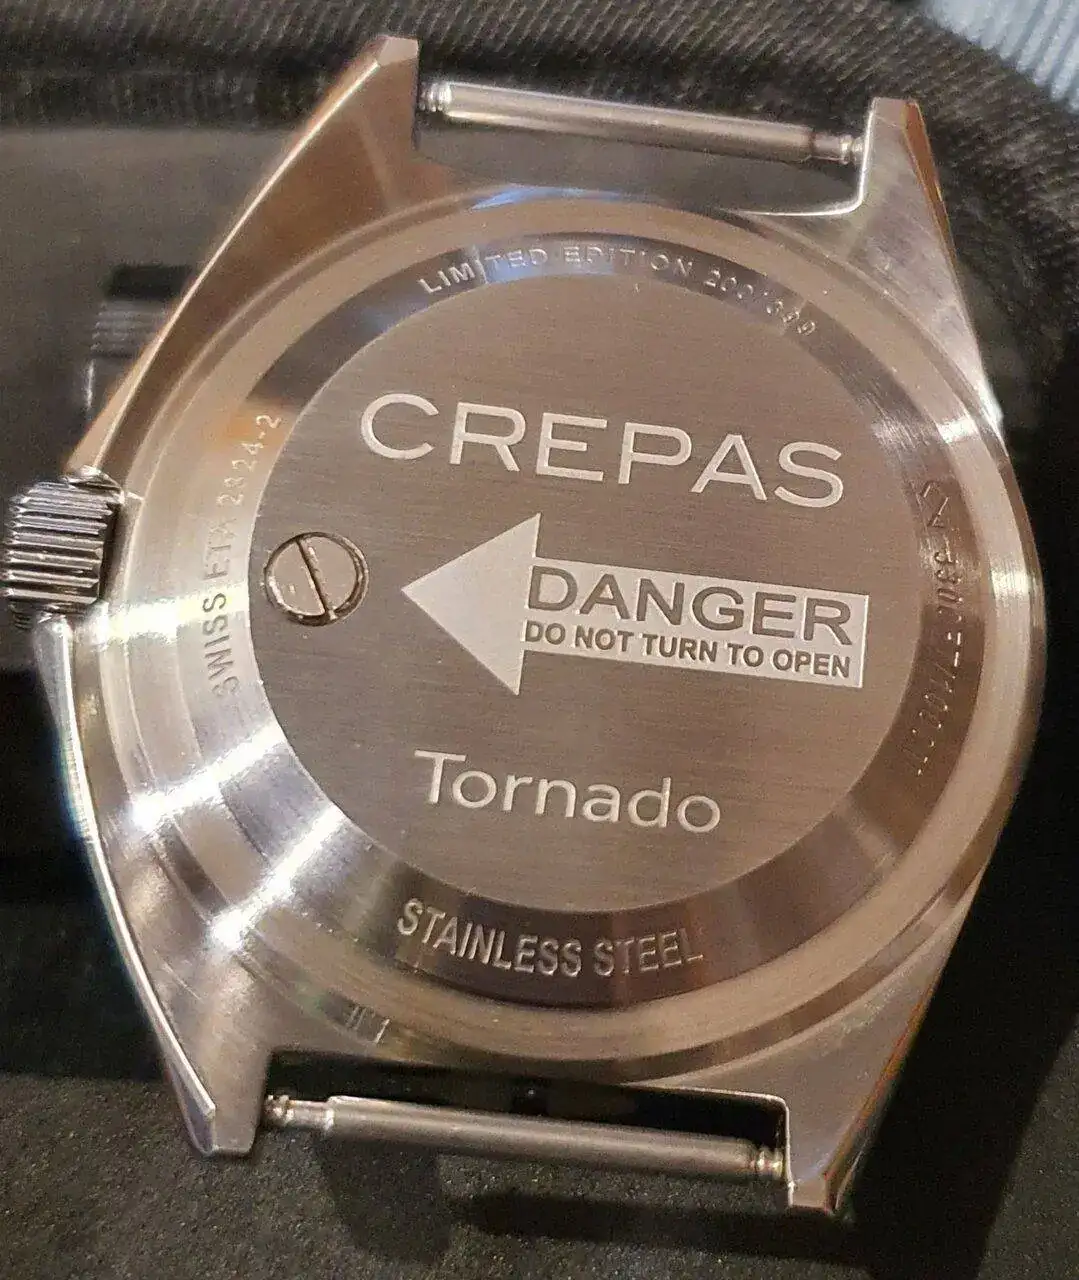 LIMITED EDITION
CREPAS
DANGER
DO NOT TURN TO OPEN
Tornado
STAINLESS STEEL
SWISS ETA 2824-2